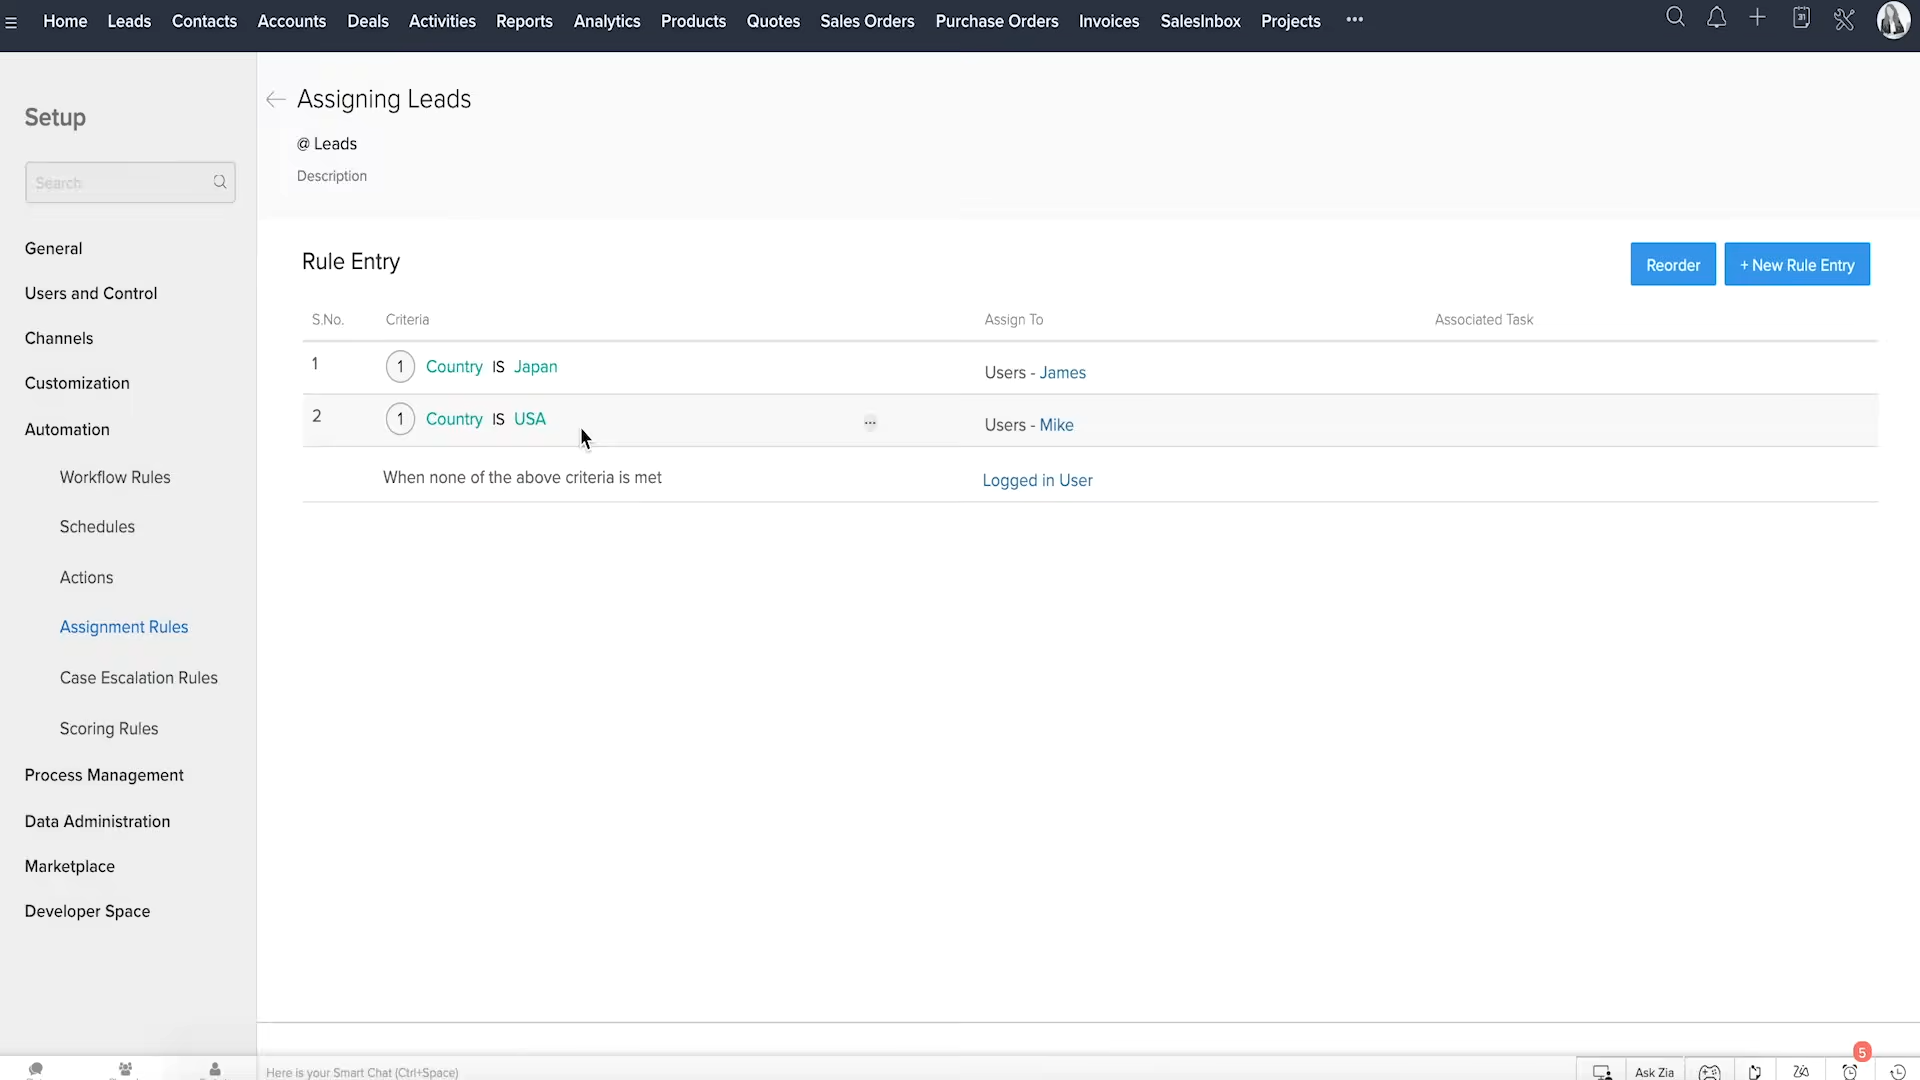 Home Leads Contacts Accounts Deals Activities Reports Analytics Products Quotes Sales Orders Purchase Orders Invoices SalesInbox Projects •••
31
Setup
Search
General
Users and Control
Channels
Customization
Automation
Workflow Rules
Schedules
Actions
Assignment Rules
Case Escalation Rules
Scoring Rules
Process Management
Data Administration
Marketplace
Developer Space
Assigning Leads
@ Leads
Description
Rule Entry
Reorder
+ New Rule Entry
S.No. Criteria Assign To Associated Task
1 1 Country IS Japan Users - James
2 1 Country IS USA ... Users - Mike
When none of the above criteria is met Logged in User
Here is your Smart Chat (Ctrl+Space)
Ask Zia
5